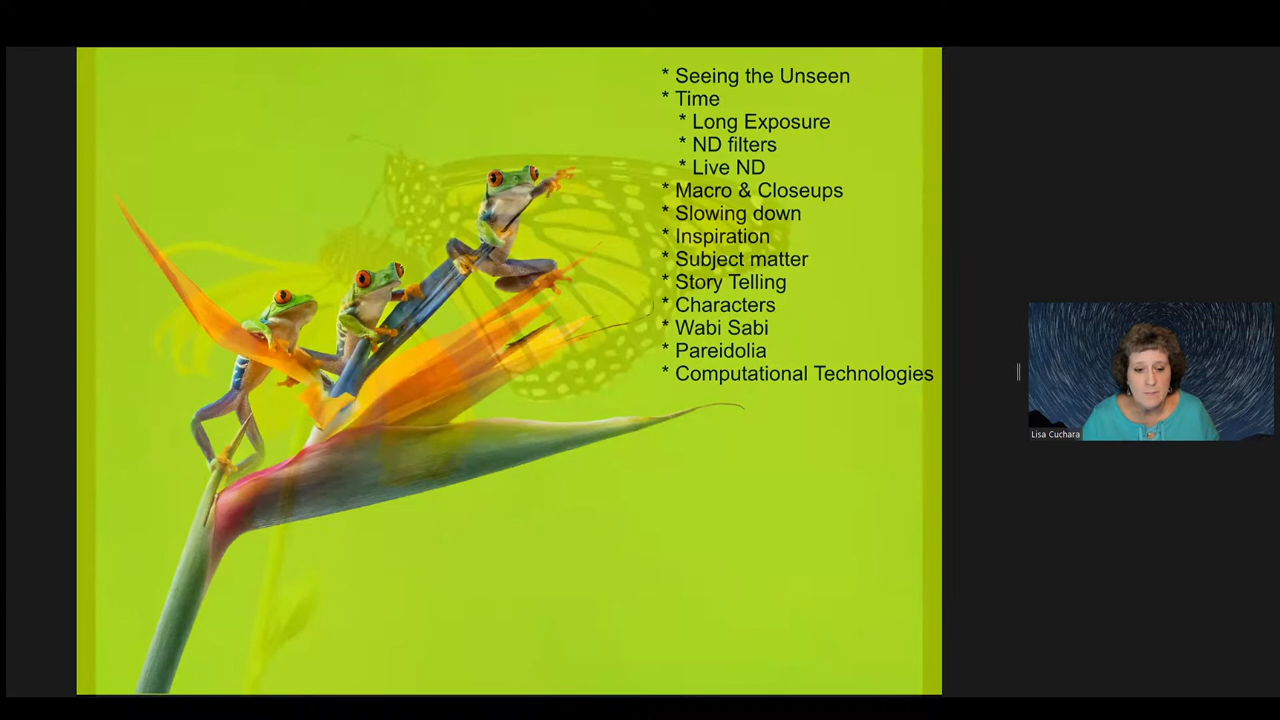 * Seeing the Unseen
* Time
* Long Exposure
* ND filters
* Live ND
* Macro & Closeups
* Slowing down
* Inspiration
* Subject matter
* Story Telling
* Characters
* Wabi Sabi
* Pareidolia
* Computational Technologies
Lisa Cuchara